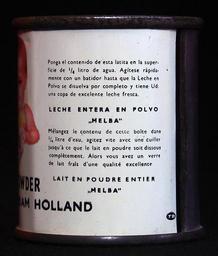 Ponga el contenido de esta latita en la super-
ficie de ¼ litro de agua. Agitese rápida-
mente con un batidor hasta que la Leche en
Polvo se disuelva por completo y tiene Ud.
una copa de excelente leche fresca.
LECHE ENTERA EN POLVO
„HELBA"
Mélangez le contenu de cette boîte dans
¼ litre d'eau, agitez vite avec une cuiller
jusqu'à ce que le lait en poudre soit dissous
complètement. Alors vous avez un verre
de lait frais d'une qualité excellente
LAIT EN POUDRE ENTIER
„HELBA"
WDER
AM HOLLAND